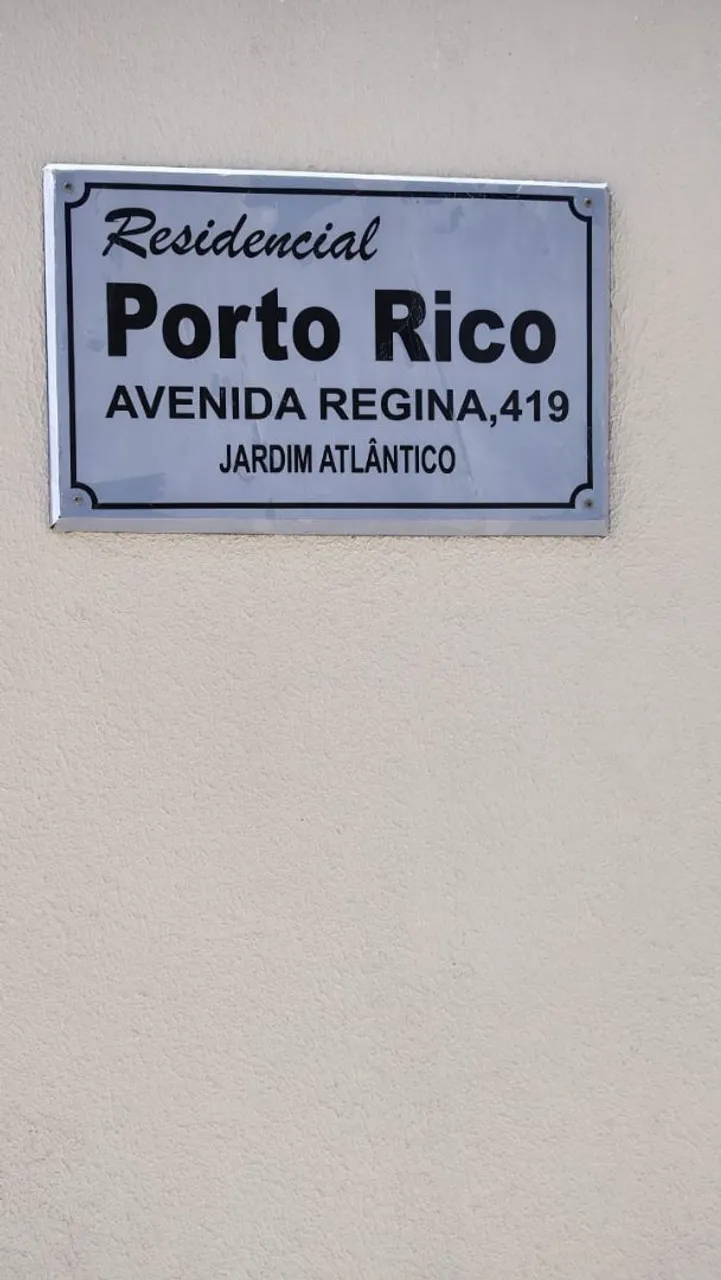 Residencial
Porto Rico
AVENIDA REGINA,419
JARDIM ATLÂNTICO